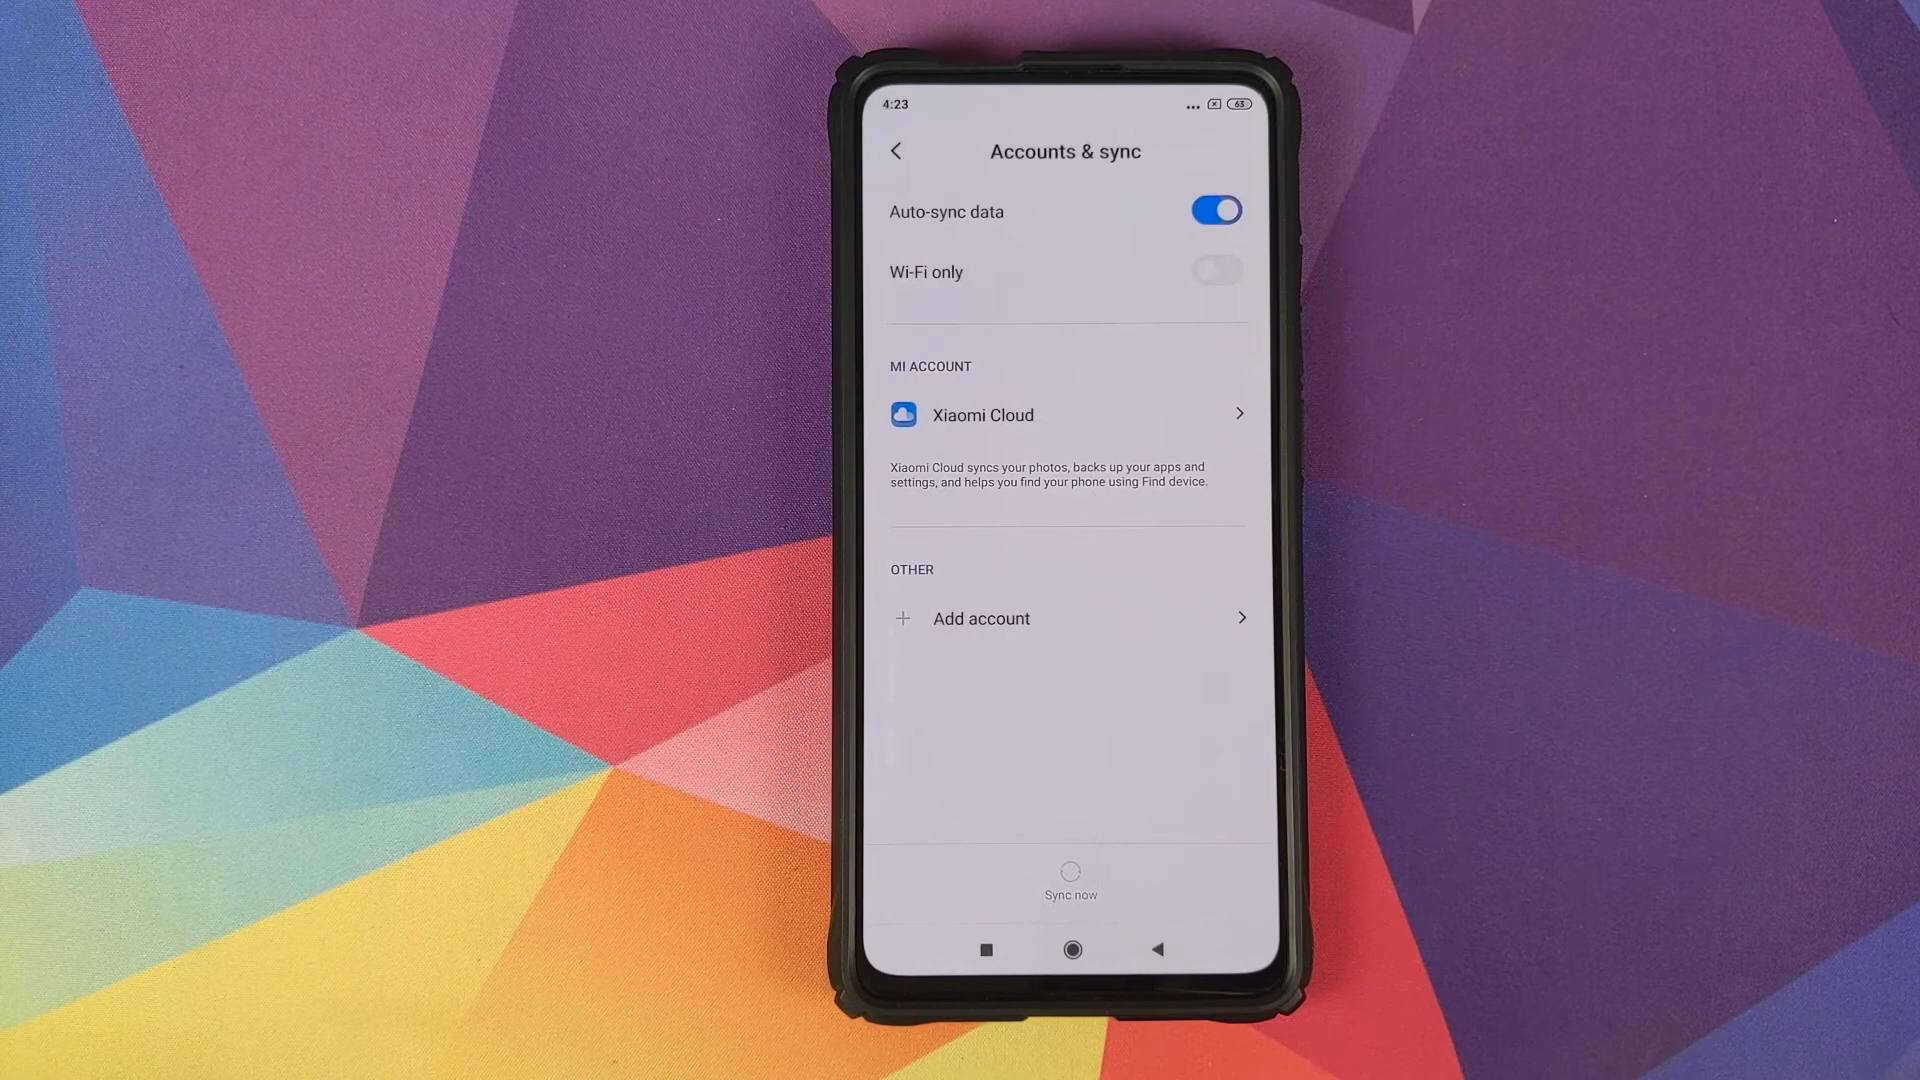 4:23
63
Accounts & sync
Auto-sync data
Wi-Fi only
MI ACCOUNT
Xiaomi Cloud
Xiaomi Cloud syncs your photos, backs up your apps and
settings, and helps you find your phone using Find device.
OTHER
Add account
Sync now